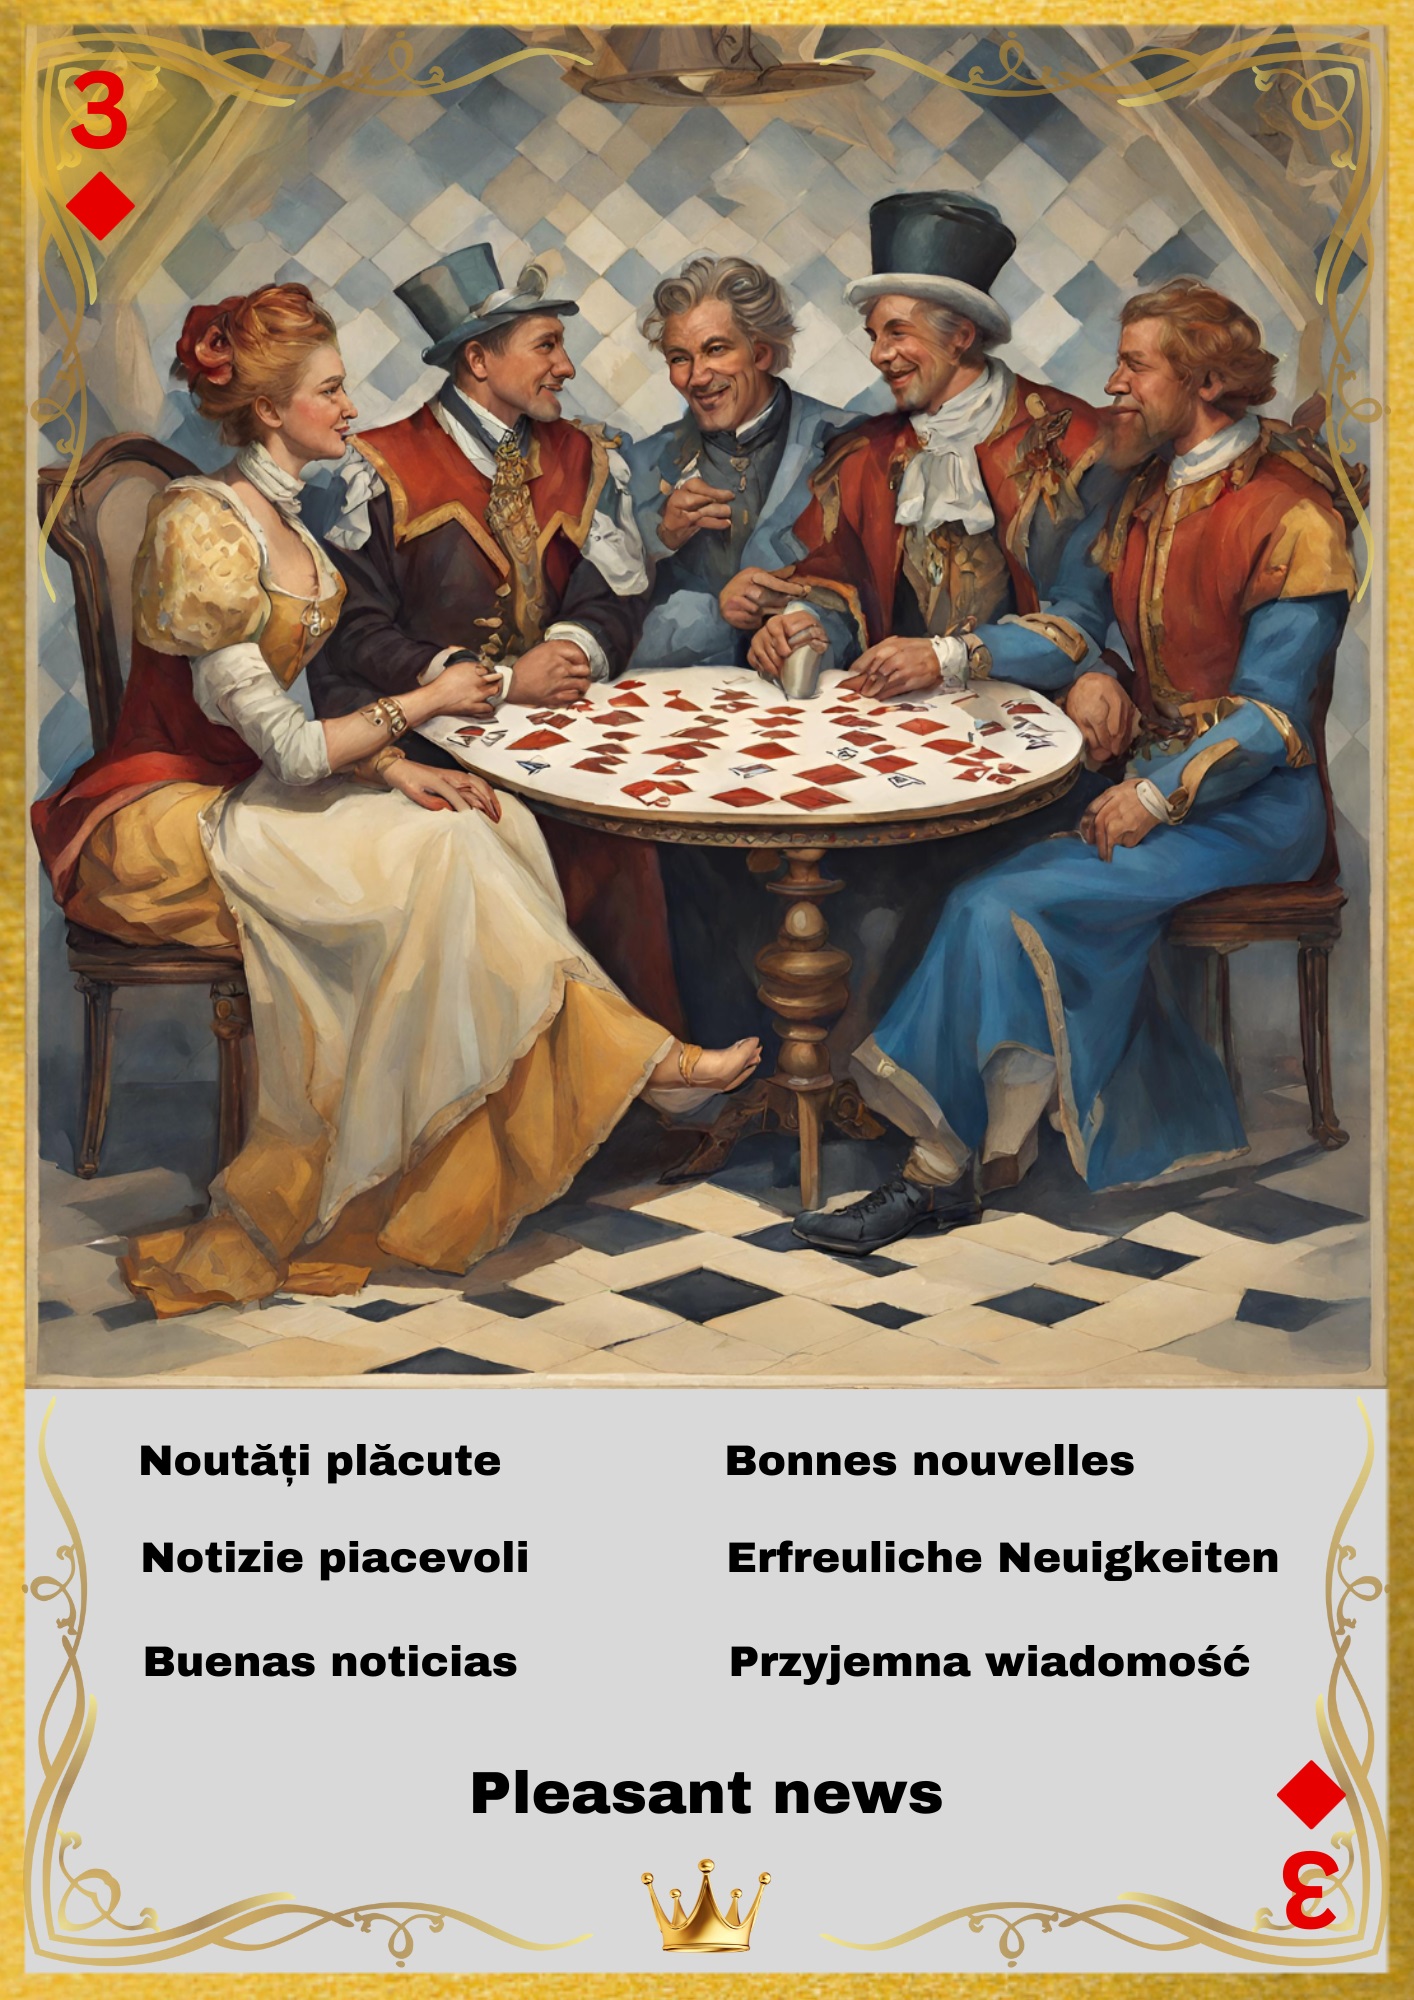 3
Noutăți plăcute
Bonnes nouvelles
Notizie piacevoli
Erfreuliche Neuigkeiten
Buenas noticias
Przyjemna wiadomość
Pleasant news
3